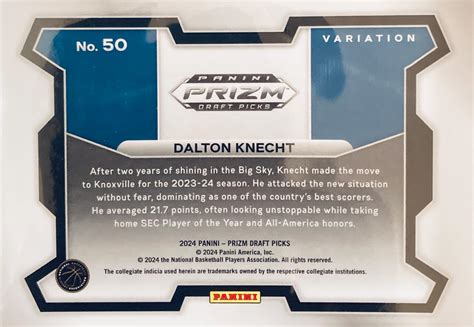 No. 50
VARIATION
PANINI
PRIZM
DRAFT PICKS
DALTON KNECHT
After two years of shining in the Big Sky, Knecht made the move
to Knoxville for the 2023-24 season. He attacked the new situation
without fear, dominating as one of the country's best scorers.
He averaged 21.7 points, often looking unstoppable while taking
home SEC Player of the Year and All-America honors.
2024 PANINI – PRIZM DRAFT PICKS
© 2024 Panini America, Inc.
© 2024 the National Basketball Players Association. All rights reserved.
The collegiate indicia used herein are trademarks owned by the respective collegiate institutions.
PANINI